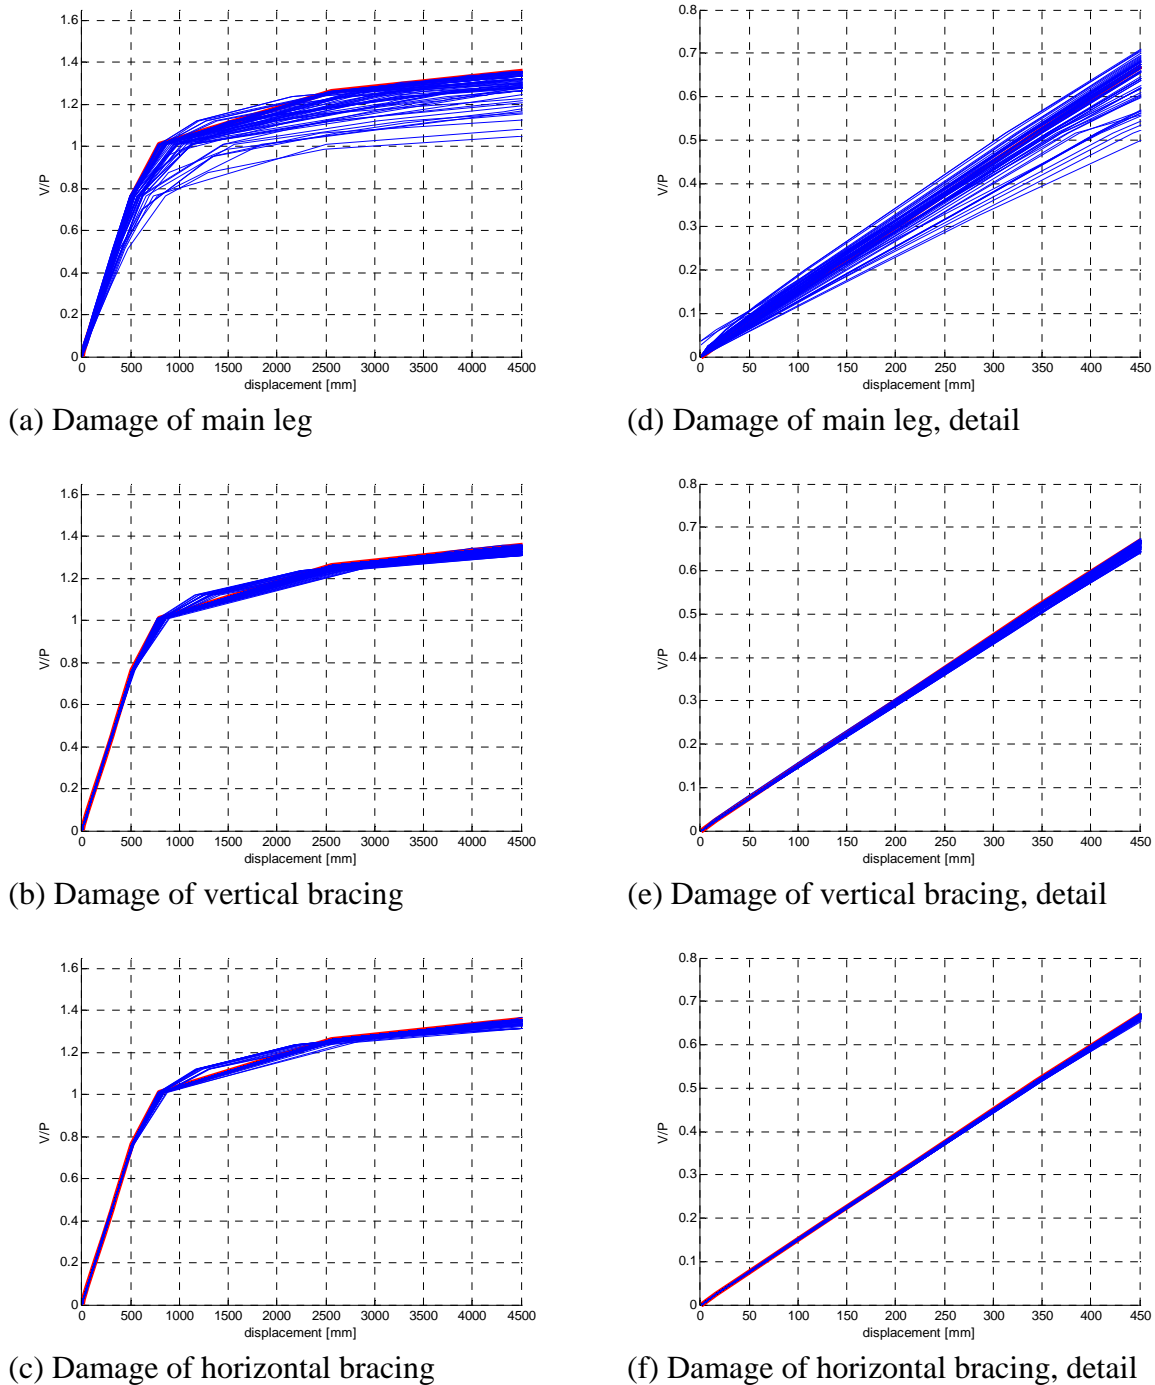 1.6
1.4
1.2
1
0.8
0.6
0.4
0.2
0
V/P
0 500 1000 1500 2000 2500 3000 3500 4000 4500
displacement [mm]
(a) Damage of main leg
0.8
0.7
0.6
0.5
0.4
0.3
0.2
0.1
0
V/P
0 50 100 150 200 250 300 350 400 450
displacement [mm]
(d) Damage of main leg, detail
1.6
1.4
1.2
1
0.8
0.6
0.4
0.2
0
V/P
0 500 1000 1500 2000 2500 3000 3500 4000 4500
displacement [mm]
(b) Damage of vertical bracing
0.8
0.7
0.6
0.5
0.4
0.3
0.2
0.1
0
V/P
0 50 100 150 200 250 300 350 400 450
displacement [mm]
(e) Damage of vertical bracing, detail
1.6
1.4
1.2
1
0.8
0.6
0.4
0.2
0
V/P
0 500 1000 1500 2000 2500 3000 3500 4000 4500
displacement [mm]
(c) Damage of horizontal bracing
0.8
0.7
0.6
0.5
0.4
0.3
0.2
0.1
0
V/P
0 50 100 150 200 250 300 350 400 450
displacement [mm]
(f) Damage of horizontal bracing, detail